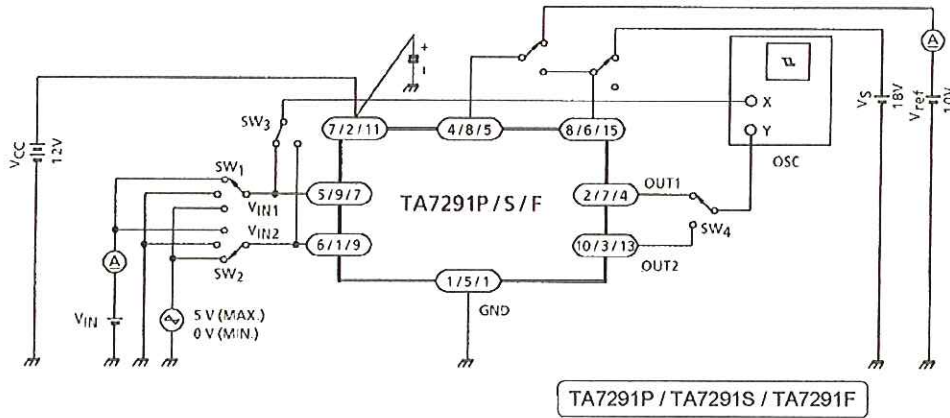 A
+
-
SW3
7/2/11
4/8/5
8/6/15
X
Y
OSC
VS
18V
Vref
10V
VCC
12V
SW1
5/9/7
TA7291P/S/F
2/7/4
OUT1
VIN1
VIN2
6/1/9
10/3/13
SW4
SW2
OUT2
A
1/5/1
GND
VIN
5 V (MAX.)
0 V (MIN.)
TA7291P / TA7291S / TA7291F